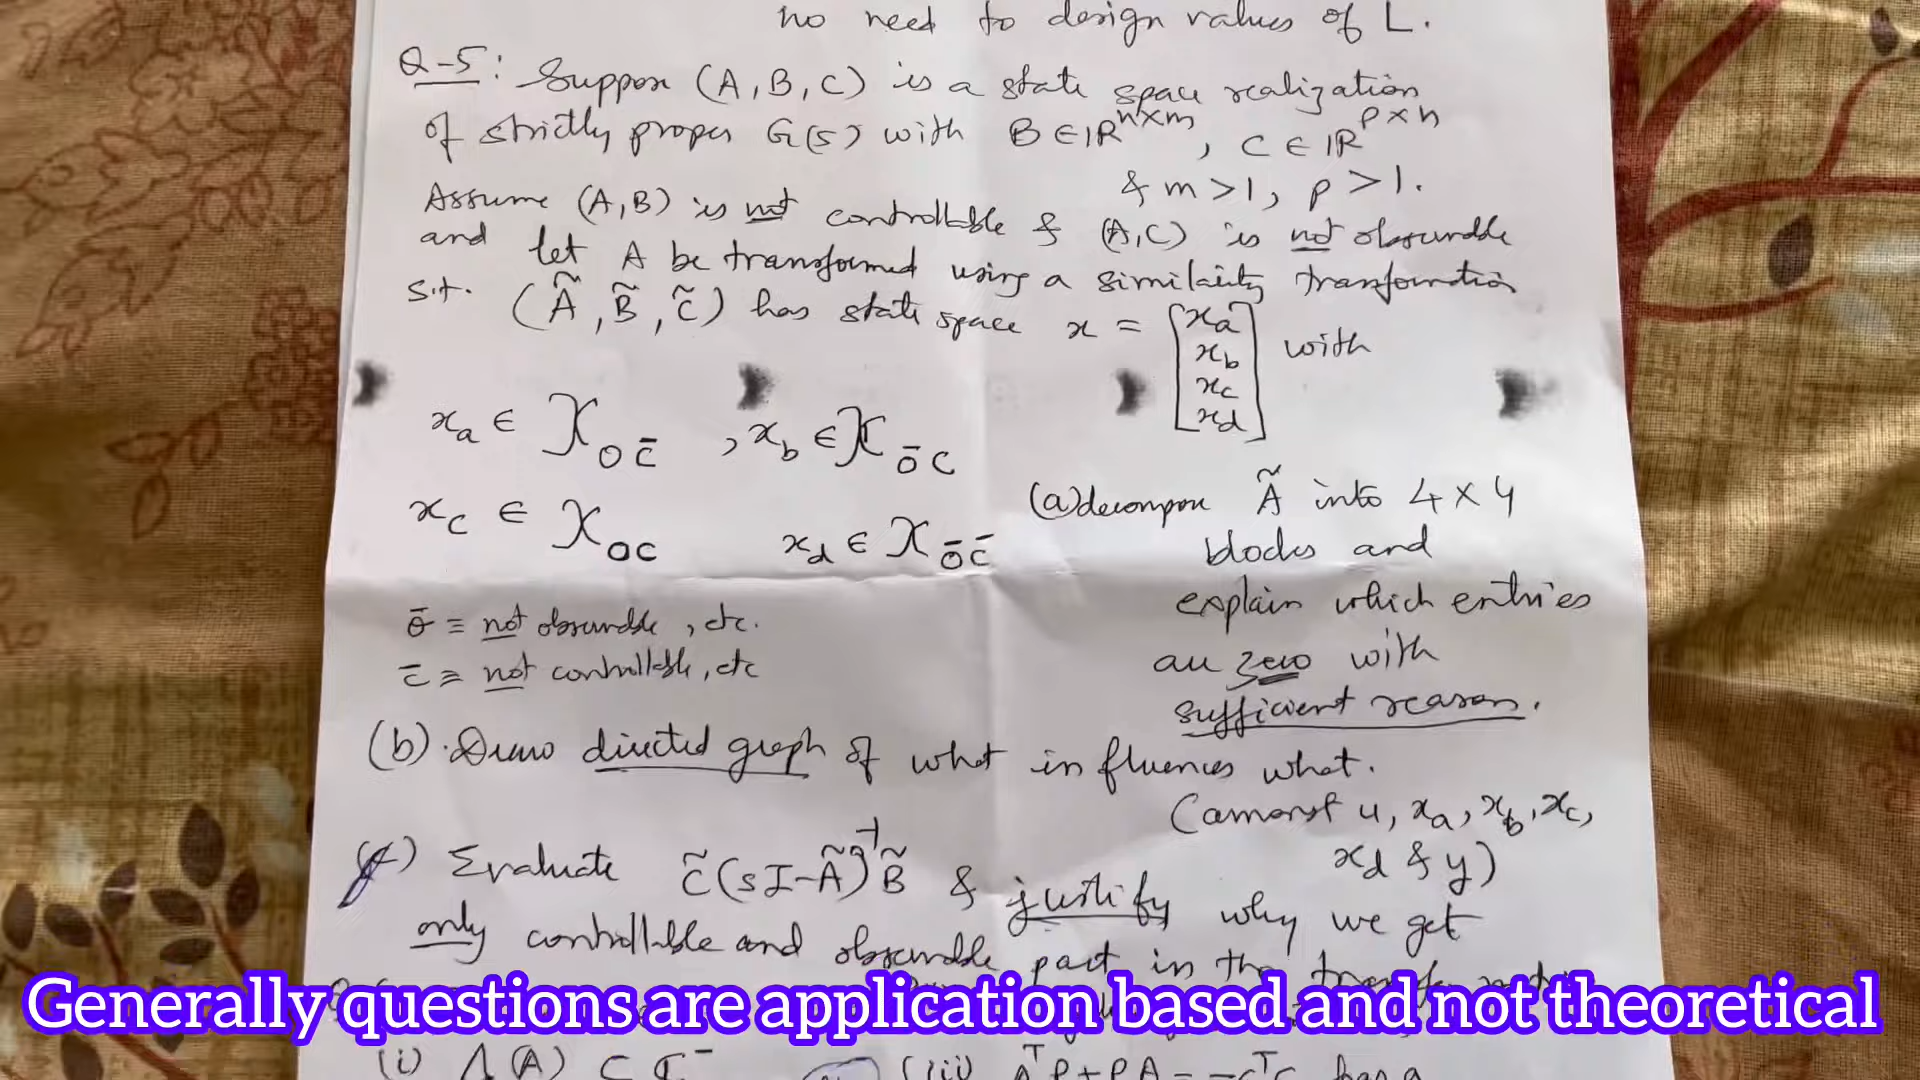 no need to design values of L.
Q-5: Suppose (A, B, C) is a state space realization
of strictly proper G(s) with B ∈ ℝ^{n×m}, C ∈ ℝ^{p×n}
& m > 1, p > 1.
Assume (A,B) is not controllable & (A,C) is not observable
and let A be transformed using a similarity transformation
s.t. (Ã, B̃, C̃) has state space x = [x_a x_b x_c x_d] with
x_a ∈ X_{o c̄} , x_b ∈ X_{ō c}
x_c ∈ X_{oc} x_d ∈ X_{ō c̄}
(a) decompose Ã into 4 × 4
blocks and
explain which entries
are zero with
sufficient reason.
ō ≡ not observable, etc.
c̄ ≡ not controllable, etc
(b). Draw directed graph of what influences what.
(amongst u, x_a, x_b, x_c,
x_d & y)
Evaluate C̃(sI-Ã)^{-1}B̃ & justify why we get
only controllable and observable part in the
Generally questions are application based and not theoretical
(i) Λ(A) ⊂ ℂ^- (iii) A^T P + P A = -C^T C has a